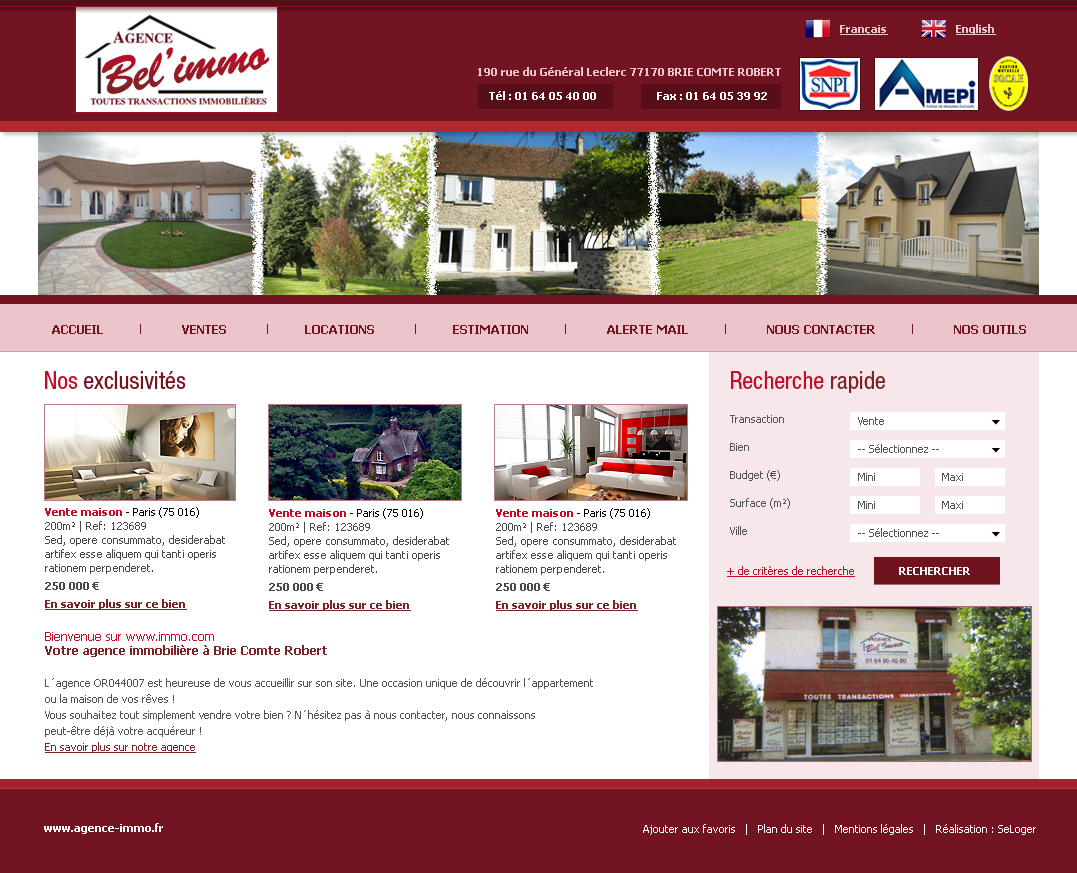 AGENCE
Bel'immo
TOUTES TRANSACTIONS IMMOBILIÈRES
Français
English
190 rue du Général Leclerc 77170 BRIE COMTE ROBERT
Tél : 01 64 05 40 00
Fax : 01 64 05 39 92
SNPI
AMEPI
CAUTION
MUTUELLE
SOCAF
ACCUEIL | VENTES | LOCATIONS | ESTIMATION | ALERTE MAIL | NOUS CONTACTER | NOS OUTILS
Nos exclusivités
Vente maison - Paris (75 016)
200m² | Ref: 123689
Sed, opere consummato, desiderabat
artifex esse aliquem qui tanti operis
rationem perpenderet.
250 000 €
En savoir plus sur ce bien
Vente maison - Paris (75 016)
200m² | Ref: 123689
Sed, opere consummato, desiderabat
artifex esse aliquem qui tanti operis
rationem perpenderet.
250 000 €
En savoir plus sur ce bien
Vente maison - Paris (75 016)
200m² | Ref: 123689
Sed, opere consummato, desiderabat
artifex esse aliquem qui tanti operis
rationem perpenderet.
250 000 €
En savoir plus sur ce bien
Bienvenue sur www.immo.com
Votre agence immobilière à Brie Comte Robert
L´agence OR044007 est heureuse de vous accueillir sur son site. Une occasion unique de découvrir l´appartement
ou la maison de vos rêves !
Vous souhaitez tout simplement vendre votre bien ? N´hésitez pas à nous contacter, nous connaissons
peut-être déjà votre acquéreur !
En savoir plus sur notre agence
Recherche rapide
Transaction Vente
Bien -- Sélectionnez --
Budget (€) Mini Maxi
Surface (m²) Mini Maxi
Ville -- Sélectionnez --
+ de critères de recherche
RECHERCHER
AGENCE
Bel'Immo
01 64 05 40 00
TOUTES TRANSACTIONS IMMOBILIERES
Achat
Vente
www.agence-immo.fr
Ajouter aux favoris | Plan du site | Mentions légales | Réalisation : SeLoger